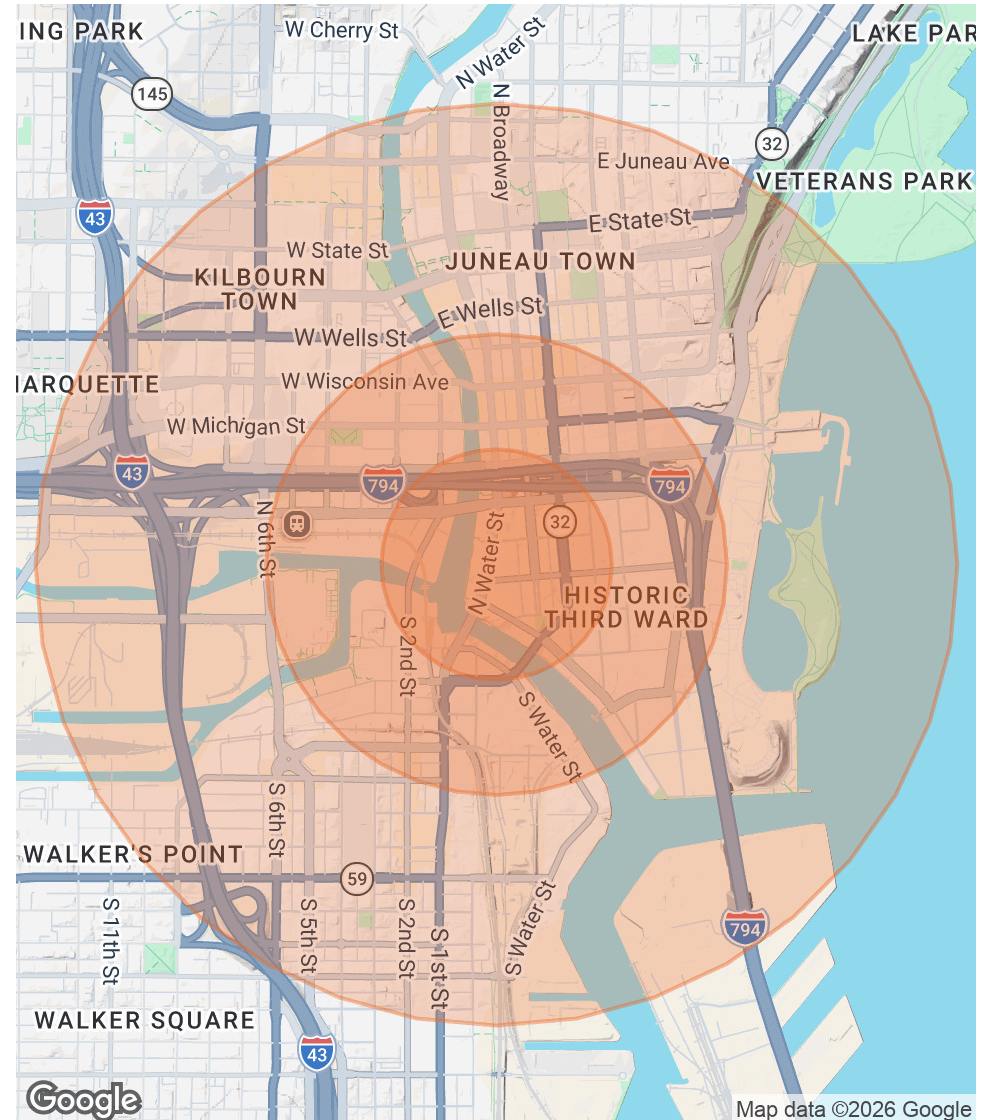 ING PARK
W Cherry St
N Water St
LAKE PAR
145
N Broadway
32
E Juneau Ave
VETERANS PARK
43
E State St
W State St
JUNEAU TOWN
KILBOURN
TOWN
E Wells St
W Wells St
W Wisconsin Ave
MARQUETTE
W Michigan St
43
794
794
N 6th St
32
N Water St
HISTORIC
THIRD WARD
S 2nd St
S Water St
S 6th St
WALKER'S POINT
59
S 11th St
S 5th St
S 2nd St
S 1st St
S Water St
794
WALKER SQUARE
43
Google
Map data ©2026 Google